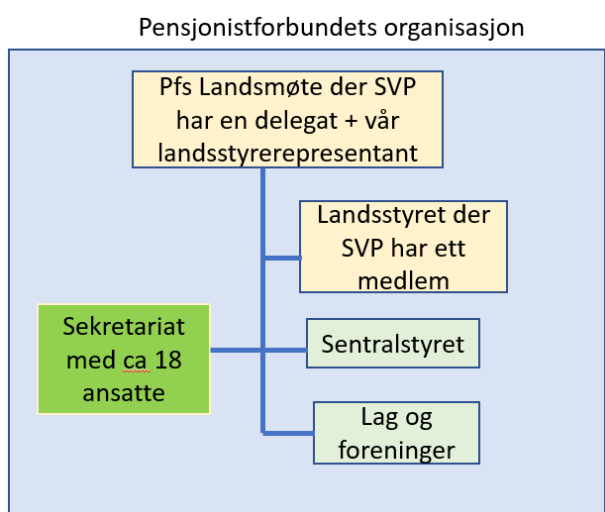 Pensjonistforbundets organisasjon
Pfs Landsmøte der SVP
har en delegat + vår
landsstyrerepresentant
Landsstyret der
SVP har ett
medlem
Sekretariat
med ca 18
ansatte
Sentralstyret
Lag og
foreninger